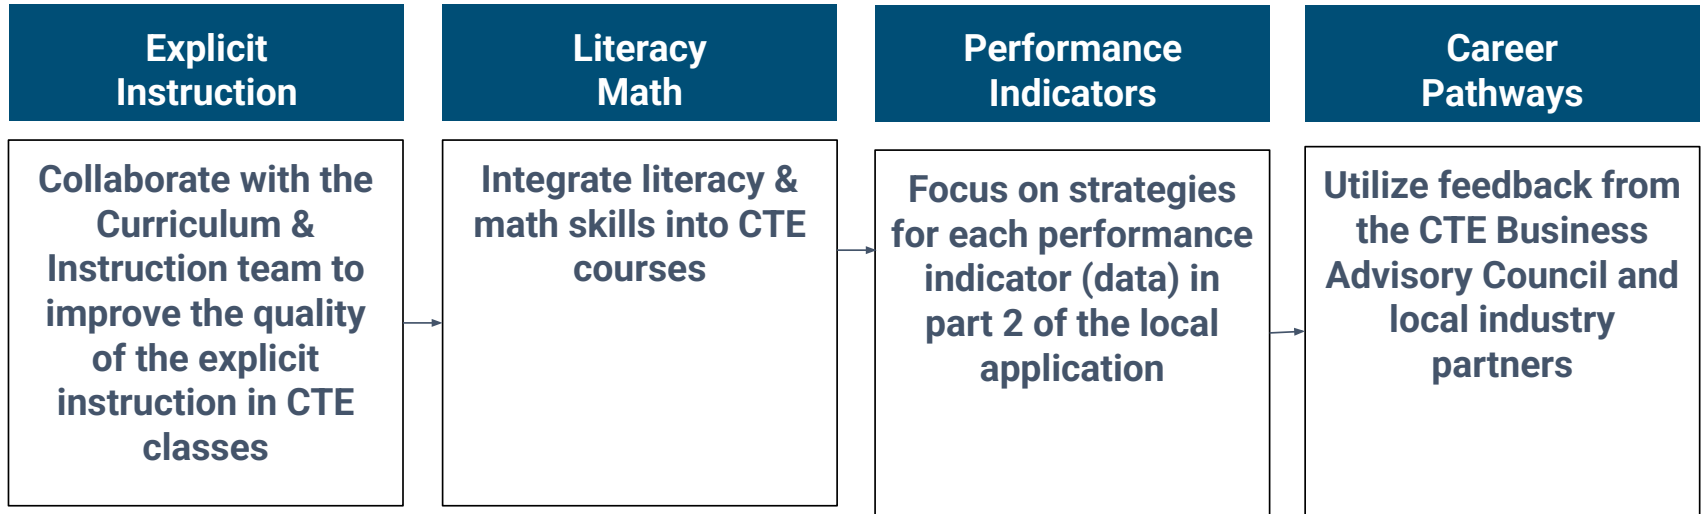 Explicit
Instruction
Collaborate with the
Curriculum &
Instruction team to
improve the quality
of the explicit
instruction in CTE
classes
Literacy
Math
Integrate literacy &
math skills into CTE
courses
Performance
Indicators
Focus on strategies
for each performance
indicator (data) in
part 2 of the local
application
Career
Pathways
Utilize feedback from
the CTE Business
Advisory Council and
local industry
partners